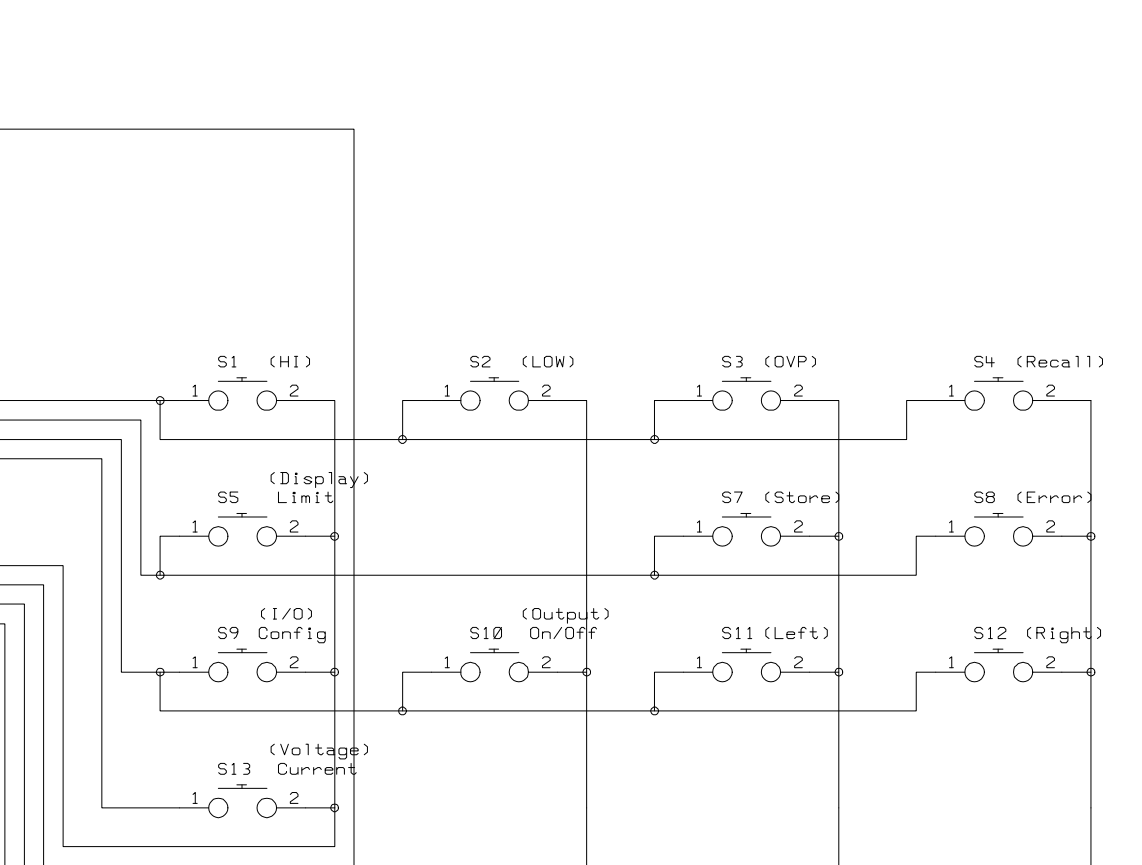 S1 (HI)
S2 (LOW)
S3 (OVP)
S4 (Recall)
1 2
1 2
1 2
1 2
(Display)
S5 Limit
S7 (Store)
S8 (Error)
1 2
1 2
1 2
(I/O)
(Output)
S9 Config
S10 On/Off
S11 (Left)
S12 (Right)
1 2
1 2
1 2
1 2
(Voltage)
S13 Current
1 2